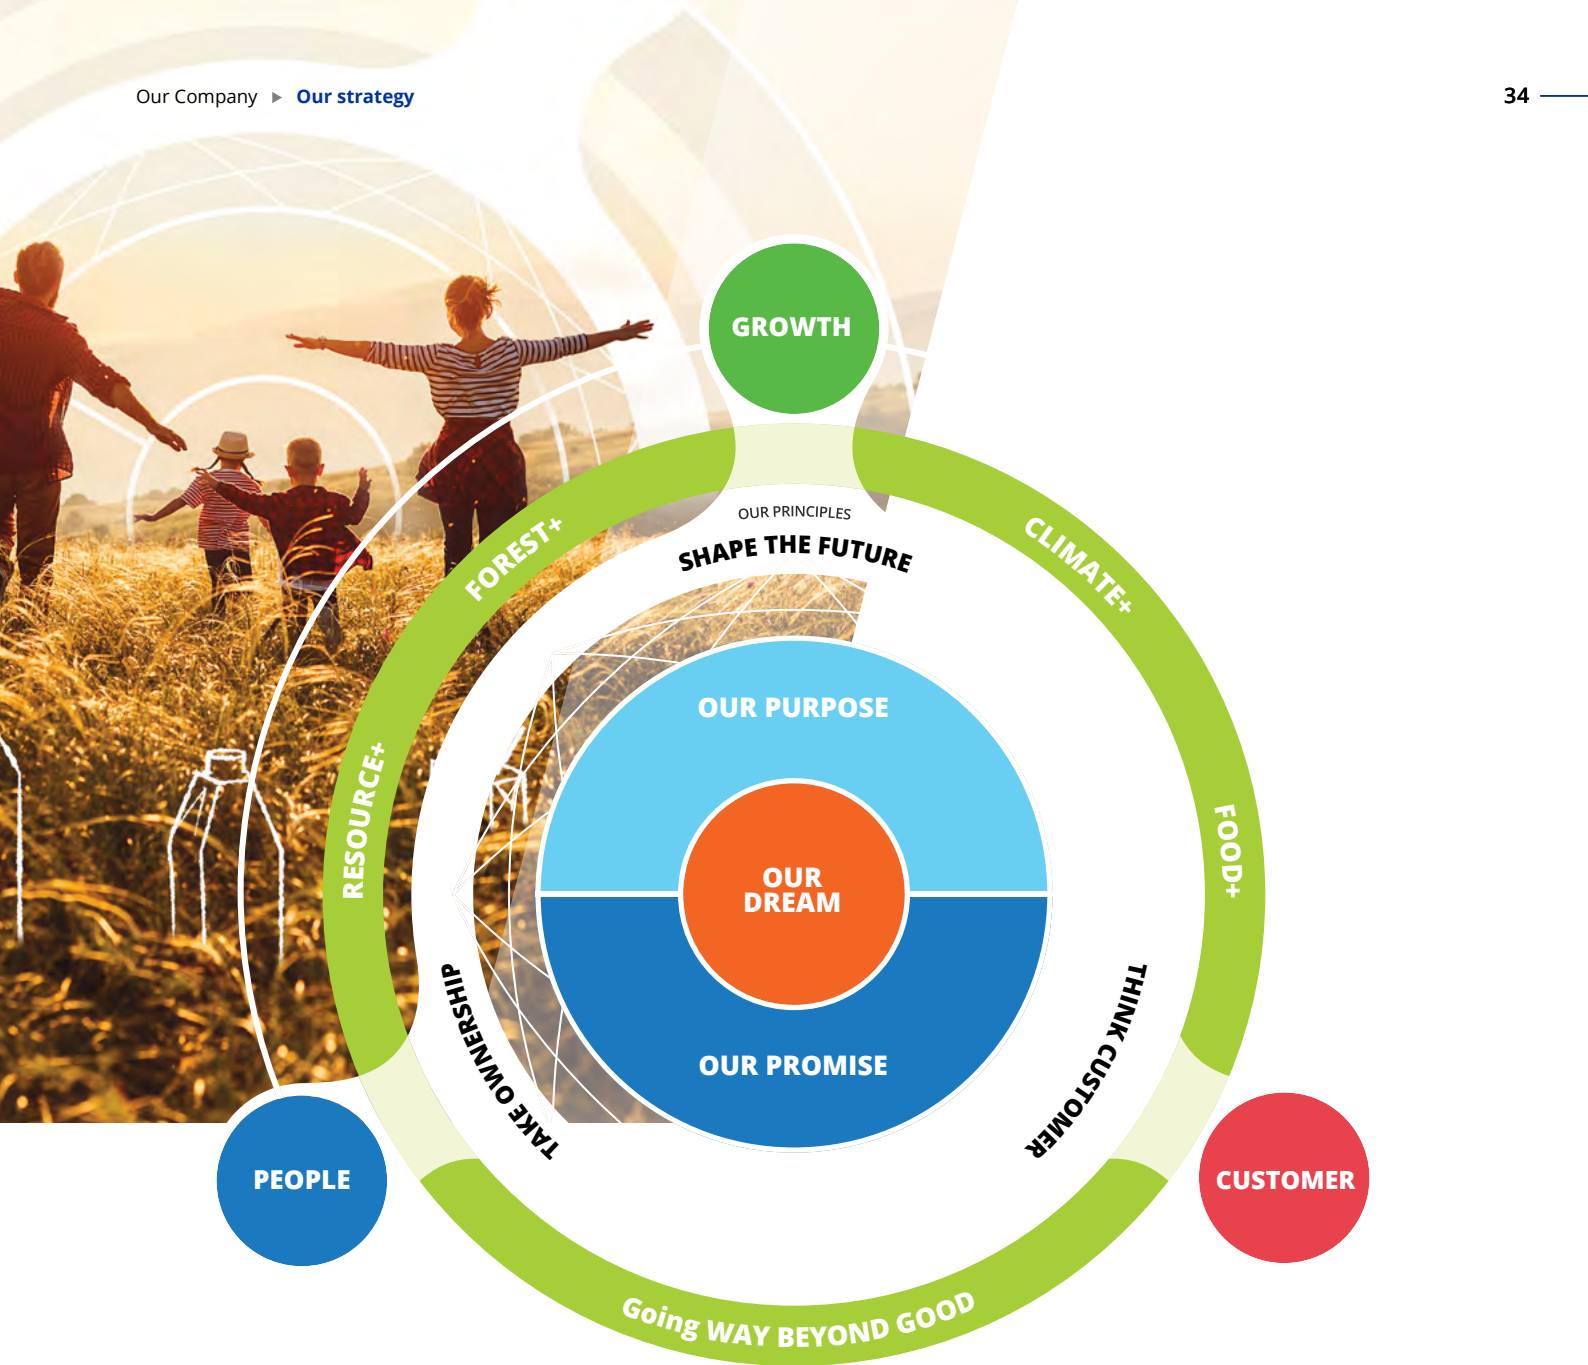 Our Company ▶ Our strategy
34
GROWTH
FOREST+
CLIMATE+
OUR PRINCIPLES
SHAPE THE FUTURE
OUR PURPOSE
RESOURCE+
FOOD+
OUR
DREAM
TAKE OWNERSHIP
THINK CUSTOMER
OUR PROMISE
PEOPLE
CUSTOMER
Going WAY BEYOND GOOD